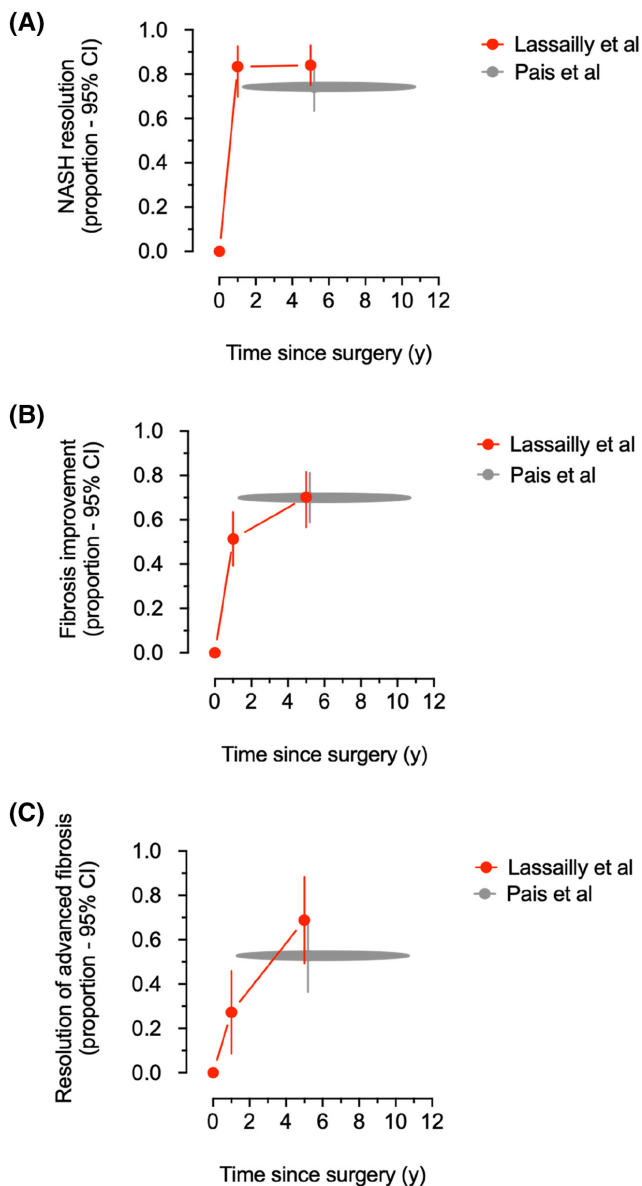 (A)
NASH resolution
(proportion - 95% CI)
1.0
0.8
0.6
0.4
0.2
0.0
0 2 4 6 8 10 12
Time since surgery (y)
Lassailly et al
Pais et al
(B)
Fibrosis improvement
(proportion - 95% CI)
1.0
0.8
0.6
0.4
0.2
0.0
0 2 4 6 8 10 12
Time since surgery (y)
Lassailly et al
Pais et al
(C)
Resolution of advanced fibrosis
(proportion - 95% CI)
1.0
0.8
0.6
0.4
0.2
0.0
0 2 4 6 8 10 12
Time since surgery (y)
Lassailly et al
Pais et al